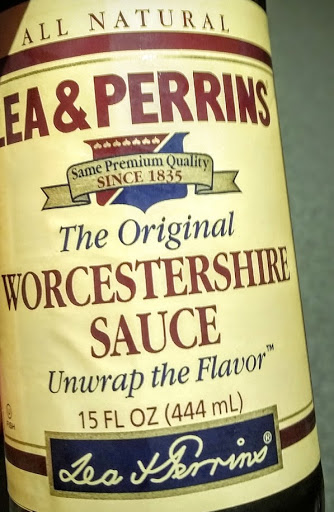 ALL NATURAL
LEA & PERRINS
Same Premium Quality
SINCE 1835
The Original
WORCESTERSHIRE
SAUCE
Unwrap the Flavor™
15 FL OZ (444 mL)
Lea & Perrins®